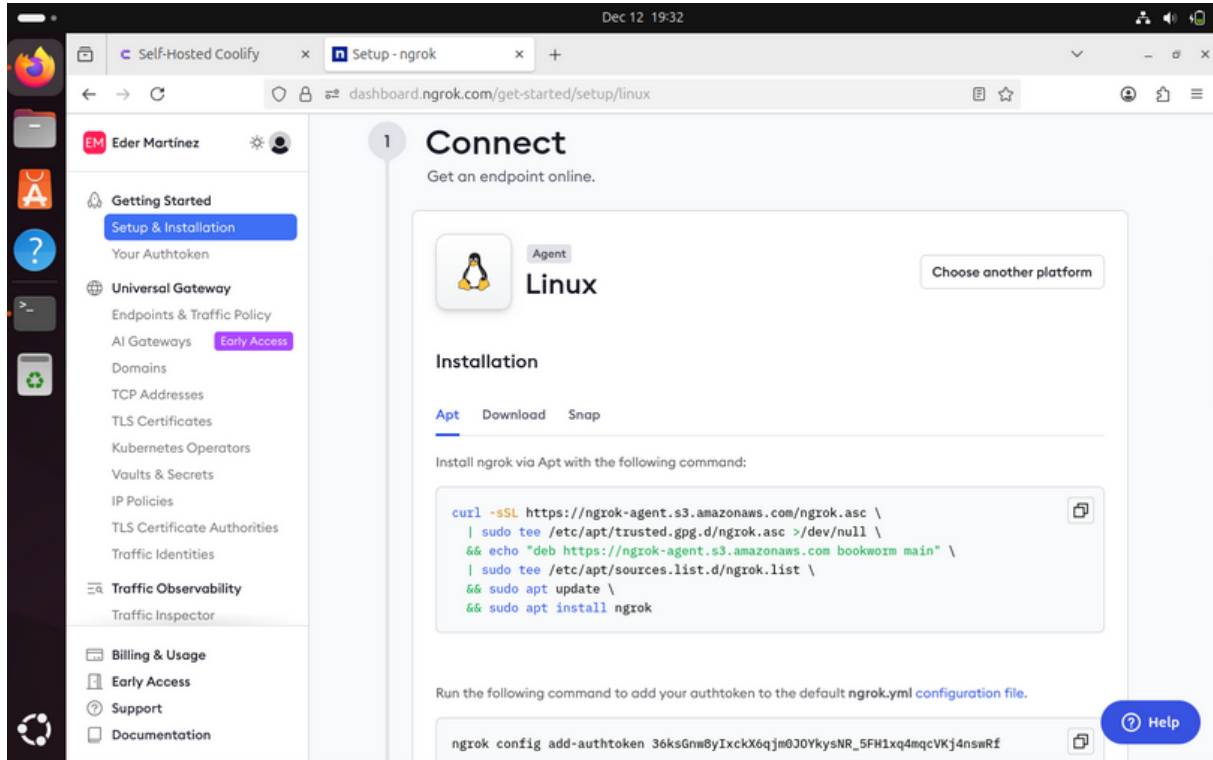 Dec 12 19:32
Self-Hosted Coolify
Setup - ngrok
dashboard.ngrok.com/get-started/setup/linux
EM Eder Martínez
Getting Started
Setup & Installation
Your Authtoken
Universal Gateway
Endpoints & Traffic Policy
AI Gateways Early Access
Domains
TCP Addresses
TLS Certificates
Kubernetes Operators
Vaults & Secrets
IP Policies
TLS Certificate Authorities
Traffic Identities
Traffic Observability
Traffic Inspector
Billing & Usage
Early Access
Support
Documentation
1 Connect
Get an endpoint online.
Agent
Linux
Choose another platform
Installation
Apt Download Snap
Install ngrok via Apt with the following command:
curl -sSL https://ngrok-agent.s3.amazonaws.com/ngrok.asc \
| sudo tee /etc/apt/trusted.gpg.d/ngrok.asc >/dev/null \
&& echo "deb https://ngrok-agent.s3.amazonaws.com bookworm main" \
| sudo tee /etc/apt/sources.list.d/ngrok.list \
&& sudo apt update \
&& sudo apt install ngrok
Run the following command to add your authtoken to the default ngrok.yml configuration file.
ngrok config add-authtoken 36ksGnw8yIxckX6qjm0JOYkysNR_5FH1xq4mqcVKj4nswRf
Help